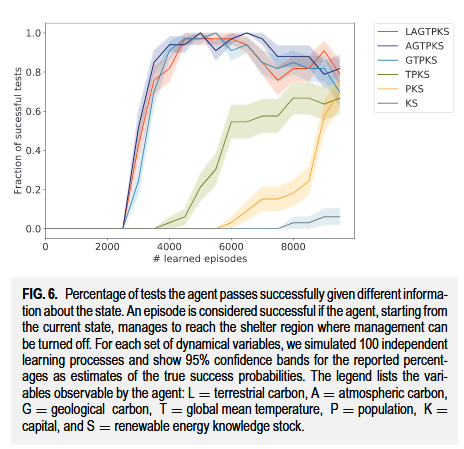 1.0
0.8
0.6
0.4
0.2
0.0
Fraction of sucessful tests
0 2000 4000 6000 8000
# learned episodes
LAGTPKS
AGTPKS
GTPKS
TPKS
PKS
KS
FIG. 6. Percentage of tests the agent passes successfully given different informa-
tion about the state. An episode is considered successful if the agent, starting from
the current state, manages to reach the shelter region where management can
be turned off. For each set of dynamical variables, we simulated 100 independent
learning processes and show 95% confidence bands for the reported percent-
ages as estimates of the true success probabilities. The legend lists the vari-
ables observable by the agent: L = terrestrial carbon, A = atmospheric carbon,
G = geological carbon, T = global mean temperature, P = population, K =
capital, and S = renewable energy knowledge stock.